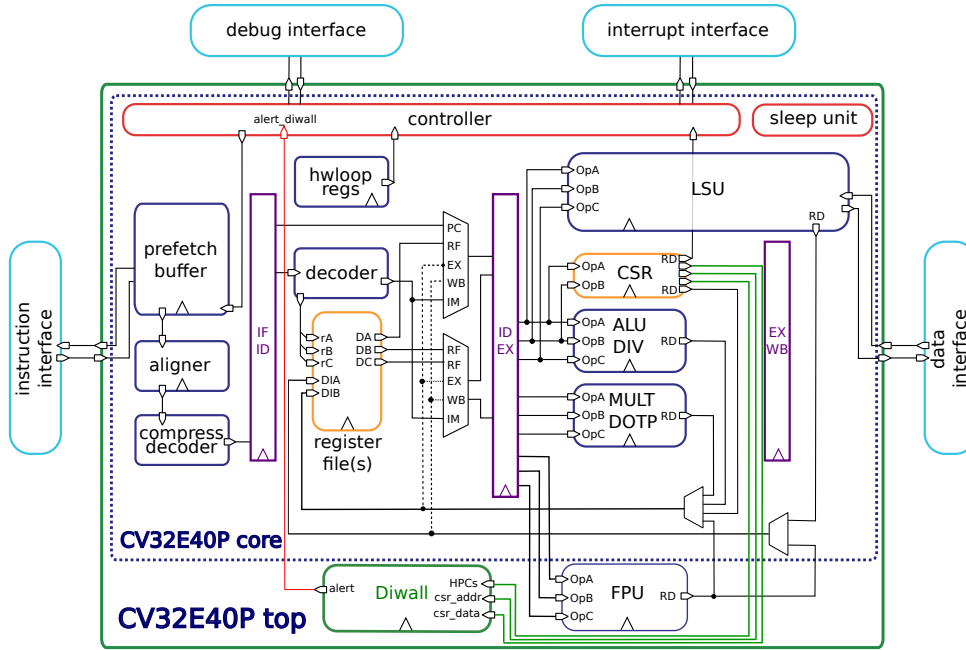 debug interface
interrupt interface
alert_diwall
controller
sleep unit
hwloop
regs
LSU
OpA
OpB
OpC
RD
prefetch
buffer
decoder
PC
RF
EX
WB
IM
CSR
OpA
OpB
RD
RD
instruction
interface
data
interface
IF
ID
ID
EX
EX
WB
rA
rB
rC
DIA
DIB
DA
DB
DC
register
file(s)
RF
RF
EX
WB
IM
ALU
DIV
OpA
OpB
OpC
RD
aligner
compress
decoder
MULT
DOTP
OpA
OpB
OpC
RD
CV32E40P core
CV32E40P top
alert
Diwall
HPCs
csr_addr
csr_data
OpA
OpB
OpC
FPU
RD